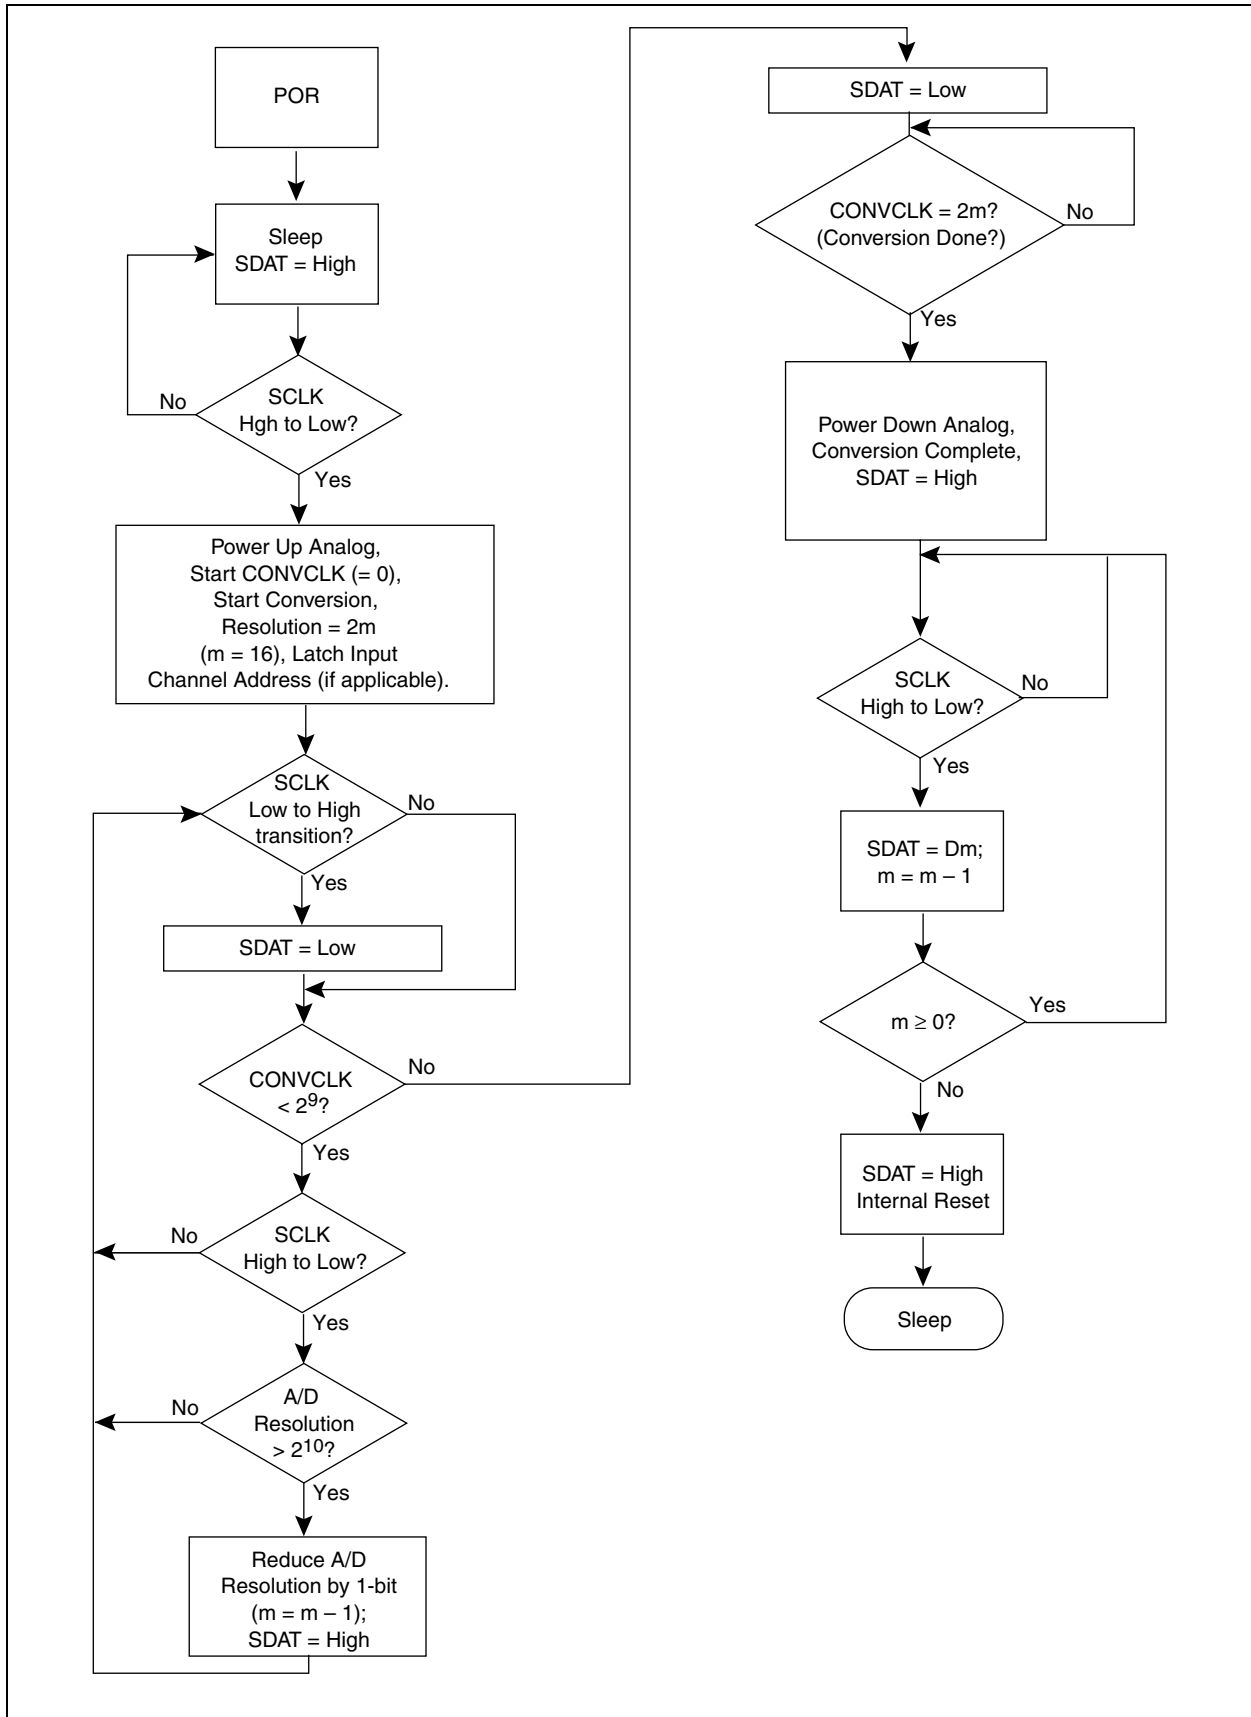 POR
Sleep
SDAT = High
SCLK
Hgh to Low?
No
Yes
Power Up Analog,
Start CONVCLK (= 0),
Start Conversion,
Resolution = 2m
(m = 16), Latch Input
Channel Address (if applicable).
SCLK
Low to High
transition?
No
Yes
SDAT = Low
CONVCLK
< 2⁹?
No
Yes
SCLK
High to Low?
No
Yes
A/D
Resolution
> 2¹⁰?
No
Yes
Reduce A/D
Resolution by 1-bit
(m = m – 1);
SDAT = High
SDAT = Low
CONVCLK = 2m?
(Conversion Done?)
No
Yes
Power Down Analog,
Conversion Complete,
SDAT = High
SCLK
High to Low?
No
Yes
SDAT = Dm;
m = m – 1
m ≥ 0?
Yes
No
SDAT = High
Internal Reset
Sleep